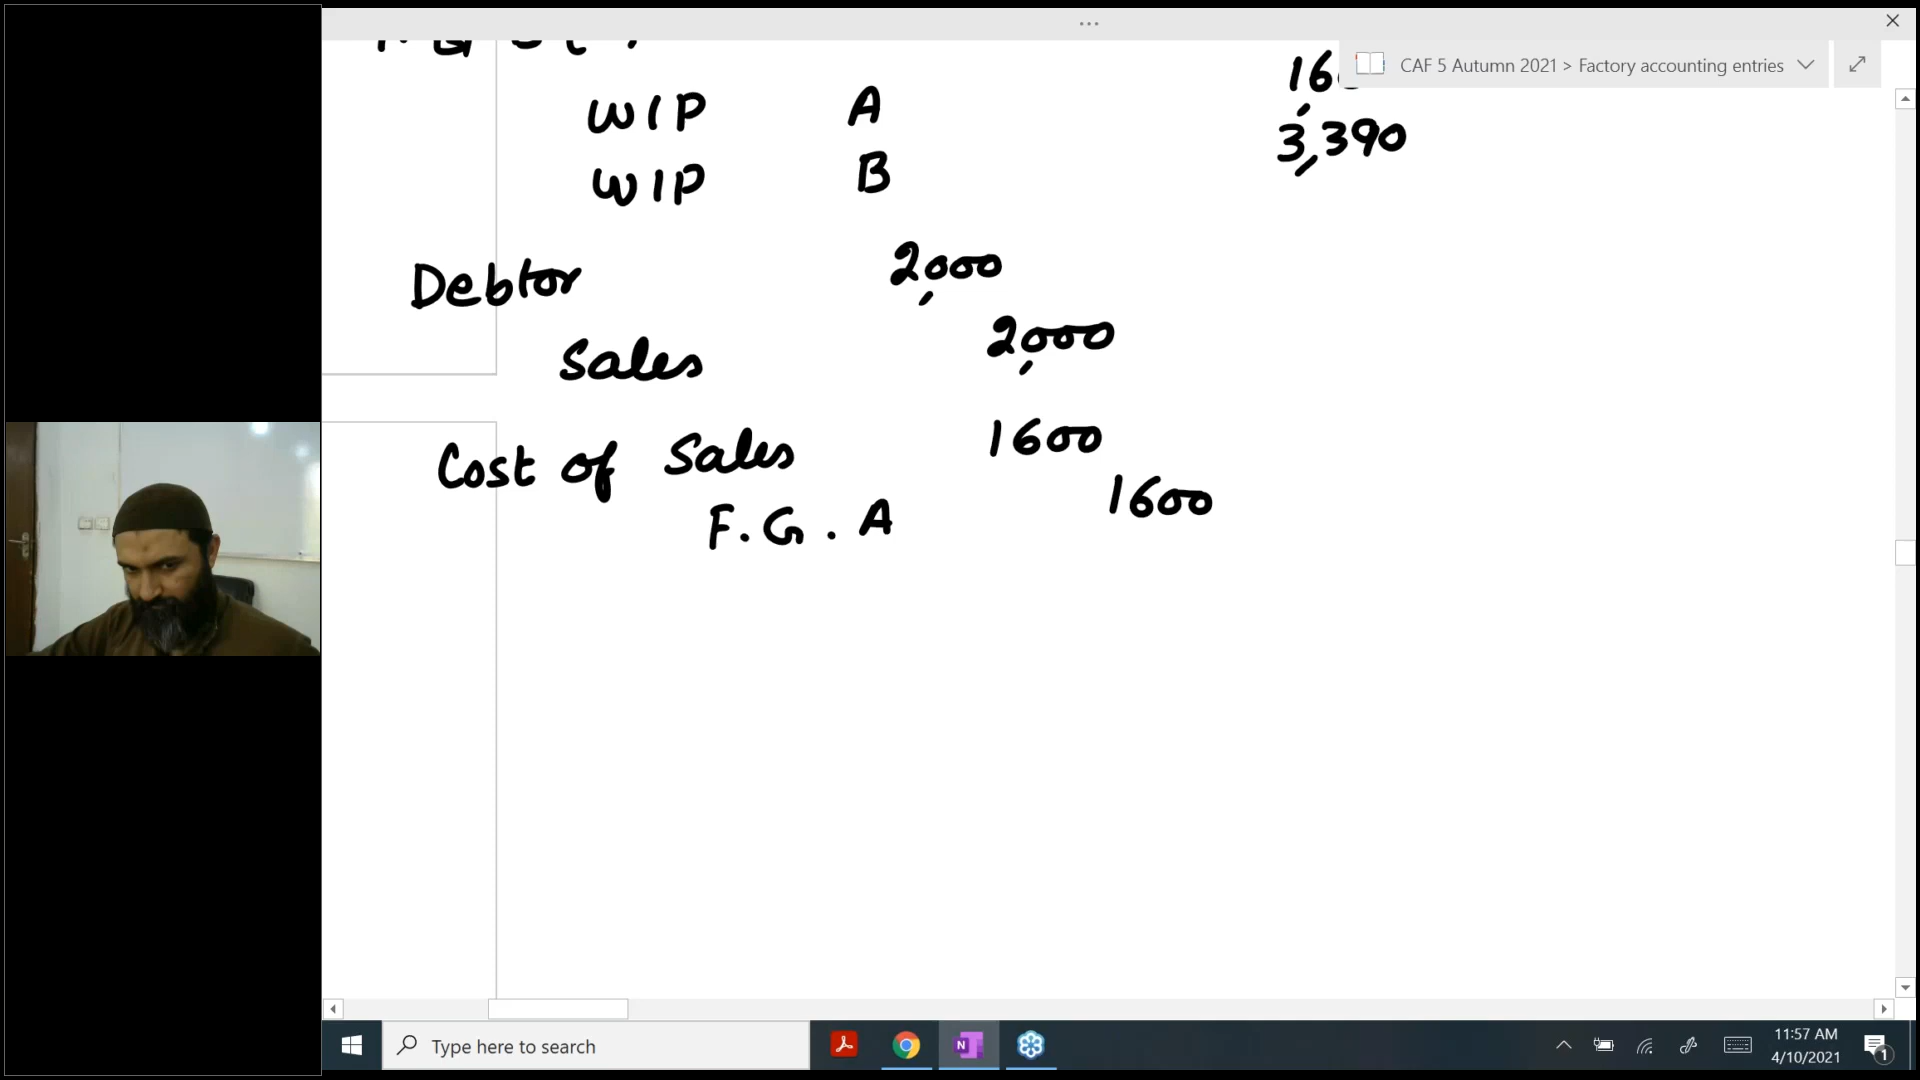 CAF 5 Autumn 2021 > Factory accounting entries
WIP A
3,390
WIP B
Debtor 2,000
Sales 2,000
Cost of Sales 1600
F.G. A 1600
Type here to search
11:57 AM
4/10/2021
1